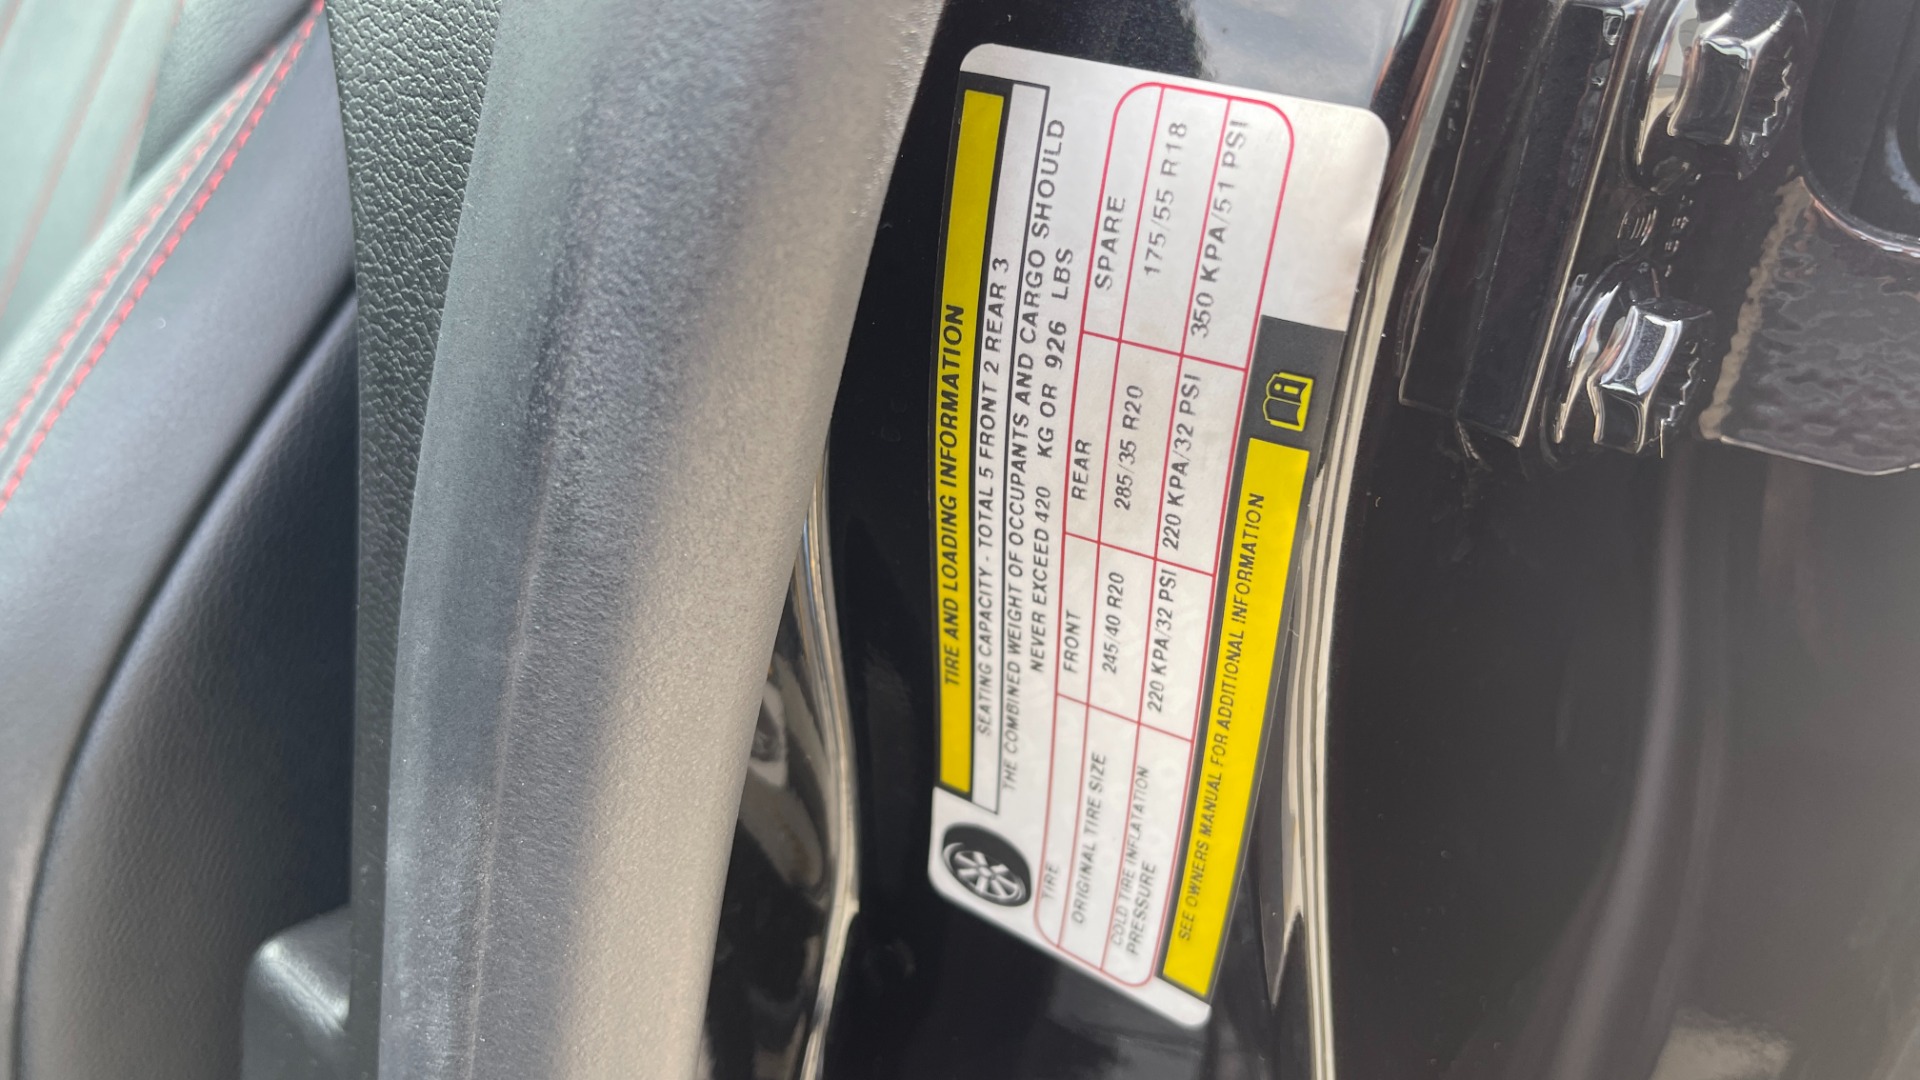 TIRE AND LOADING INFORMATION
SEATING CAPACITY - TOTAL 5 FRONT 2 REAR 3
THE COMBINED WEIGHT OF OCCUPANTS AND CARGO SHOULD
NEVER EXCEED 420 KG OR 926 LBS
TIRE FRONT REAR SPARE
ORIGINAL TIRE SIZE 245/40 R20 285/35 R20 175/55 R18
COLD TIRE INFLATATION
PRESSURE 220 KPA/32 PSI 220 KPA/32 PSI 350 KPA/51 PSI
SEE OWNERS MANUAL FOR ADDITIONAL INFORMATION